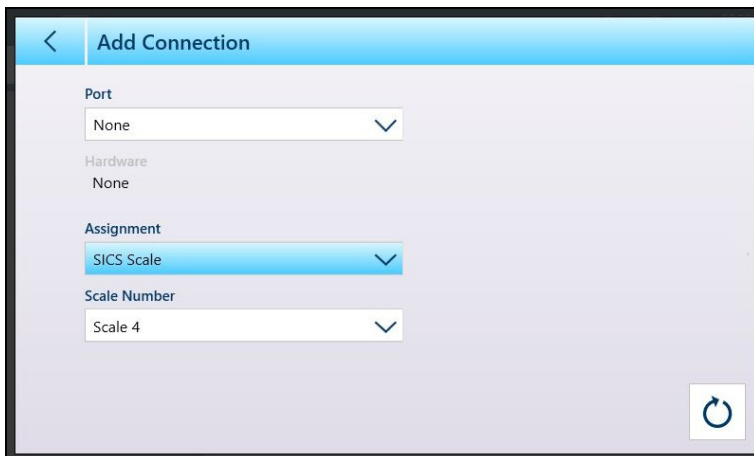 Add Connection
Port
None
Hardware
None
Assignment
SICS Scale
Scale Number
Scale 4